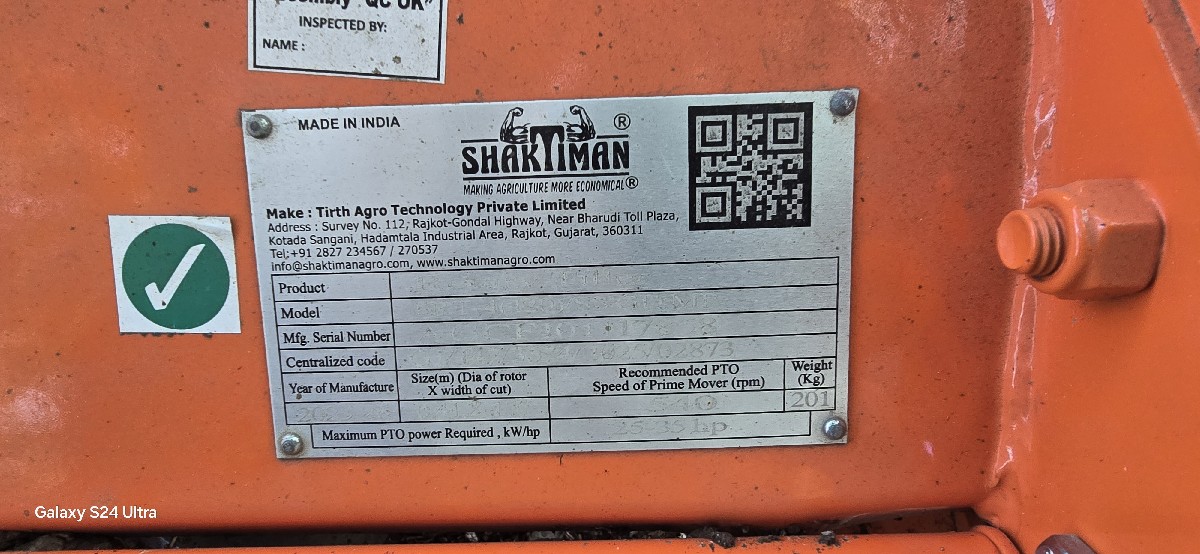 "QC OK"
INSPECTED BY:
NAME :
MADE IN INDIA
SHAKTIMAN®
MAKING AGRICULTURE MORE ECONOMICAL®
Make : Tirth Agro Technology Private Limited
Address : Survey No. 112, Rajkot-Gondal Highway, Near Bharudi Toll Plaza,
Kotada Sangani, Hadamtala Industrial Area, Rajkot, Gujarat, 360311
Tel:+91 2827 234567 / 270537
info@shaktimanagro.com, www.shaktimanagro.com
Product
Model
Mfg. Serial Number
Centralized code
Year of Manufacture Size(m) (Dia of rotor X width of cut) Recommended PTO Speed of Prime Mover (rpm) Weight (Kg)
540 201
Maximum PTO power Required , kW/hp 25-35 hp
Galaxy S24 Ultra